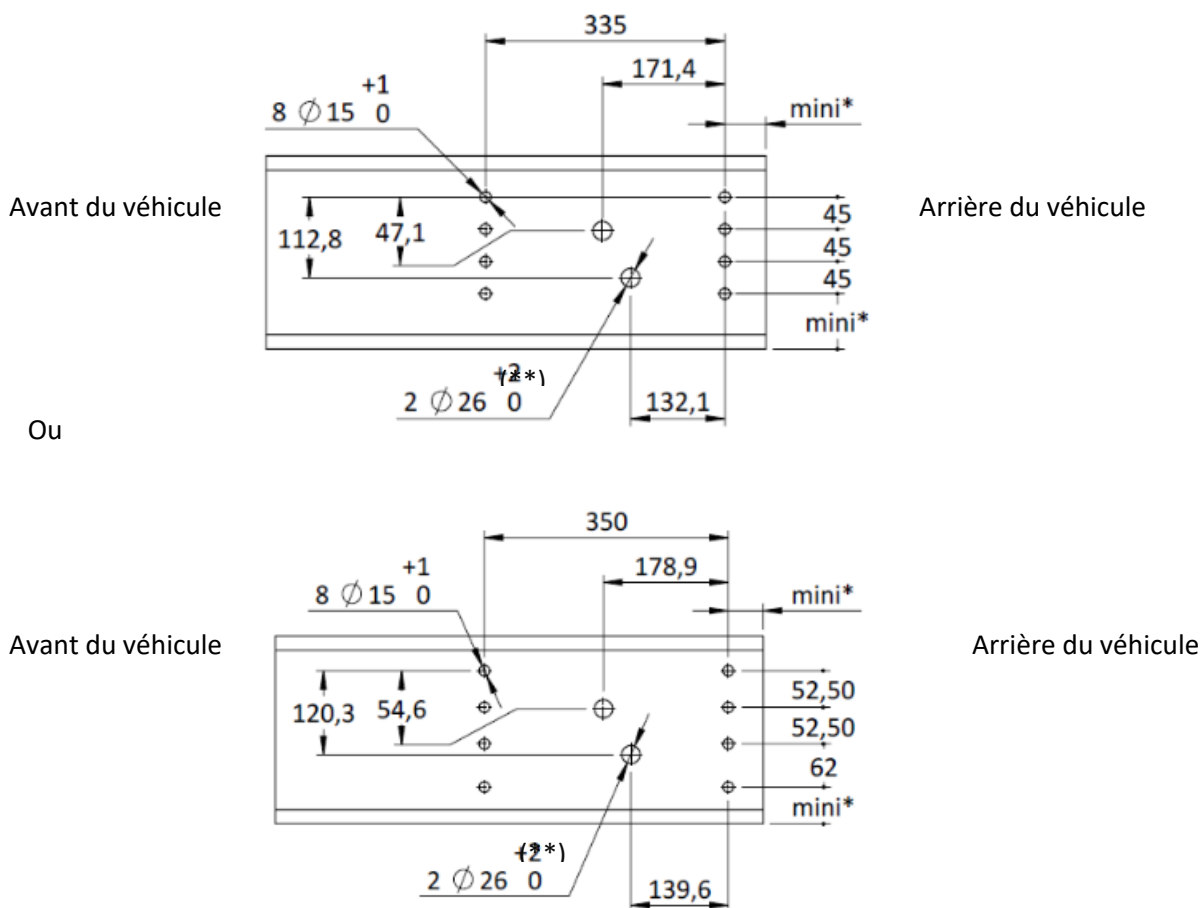 335
171,4
+1
8 ∅ 15 0
mini*
Avant du véhicule
Arrière du véhicule
112,8
47,1
45
45
45
mini*
+2
(**)
2 ∅ 26 0
132,1
Ou
350
178,9
+1
8 ∅ 15 0
mini*
Avant du véhicule
Arrière du véhicule
120,3
54,6
52,50
52,50
62
mini*
+2
(**)
2 ∅ 26 0
139,6